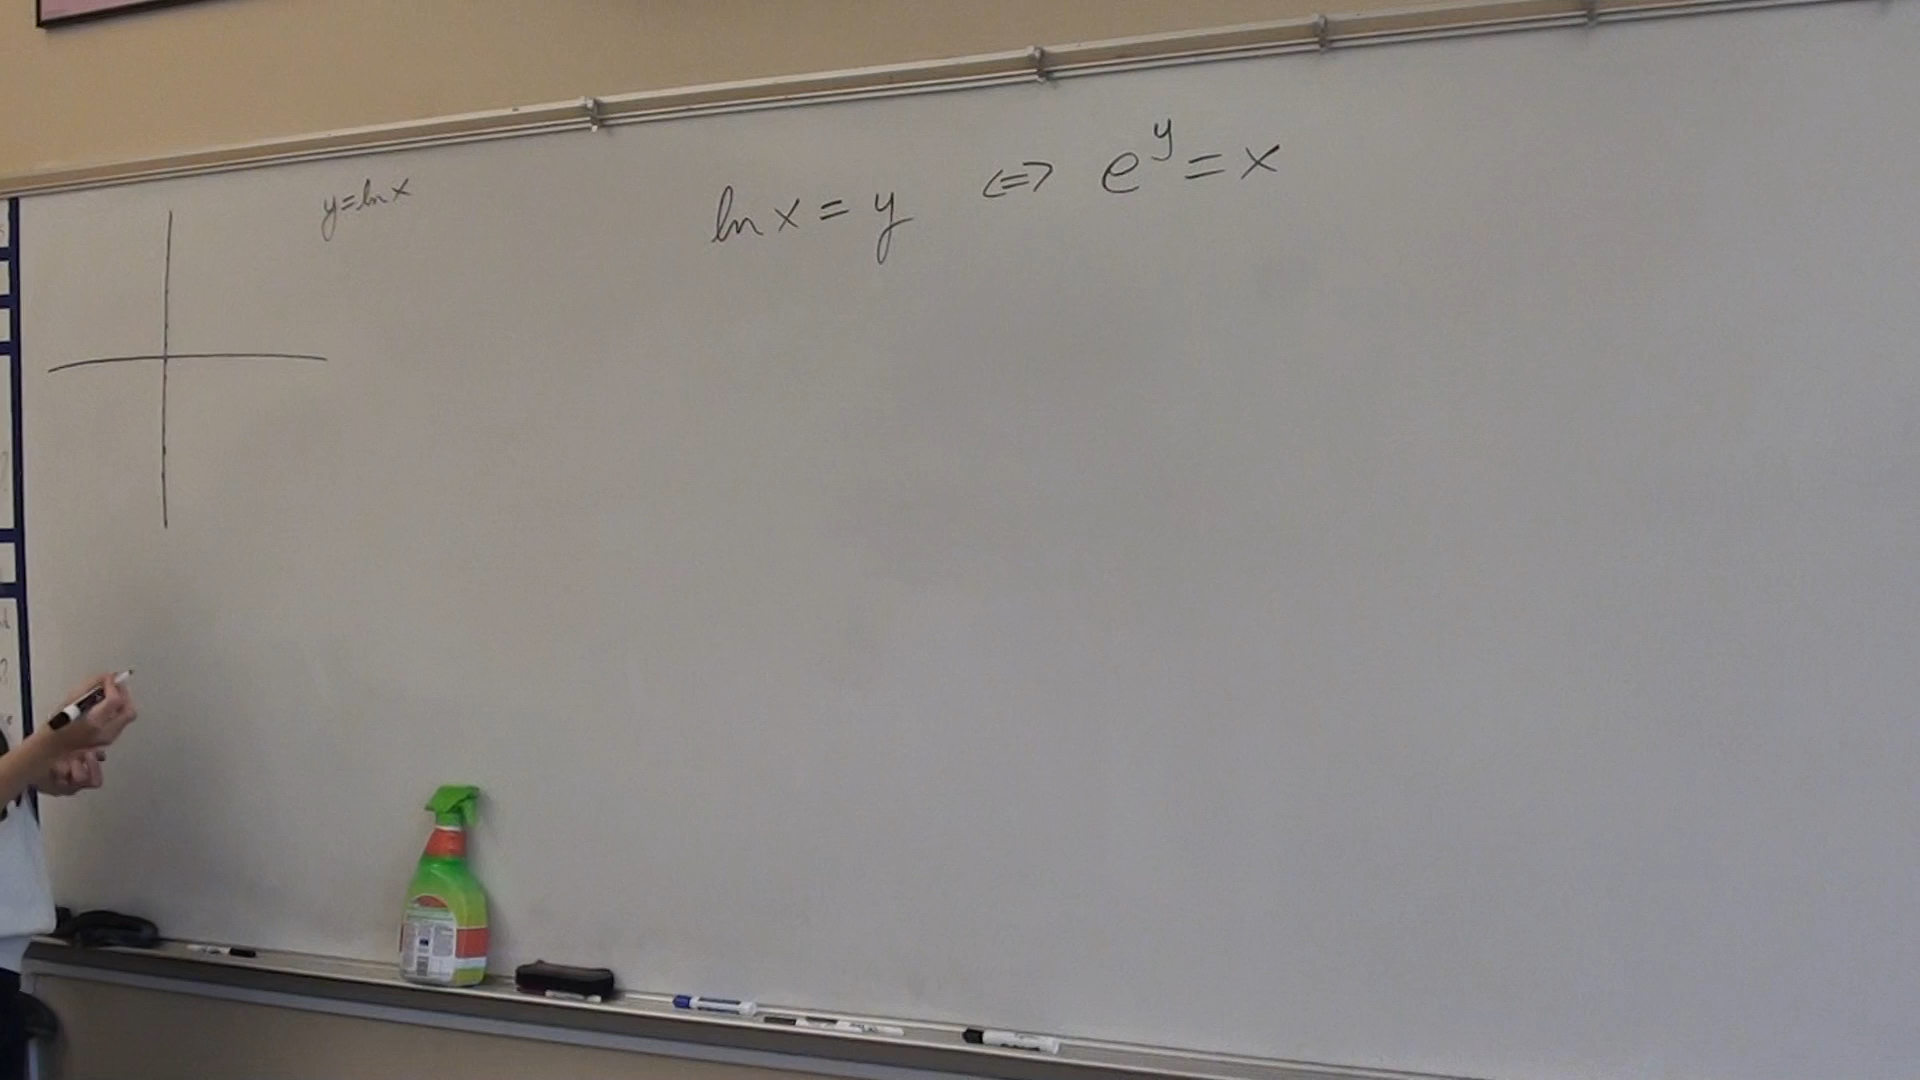 y = ln x
ln x = y ⇔ e^y = x